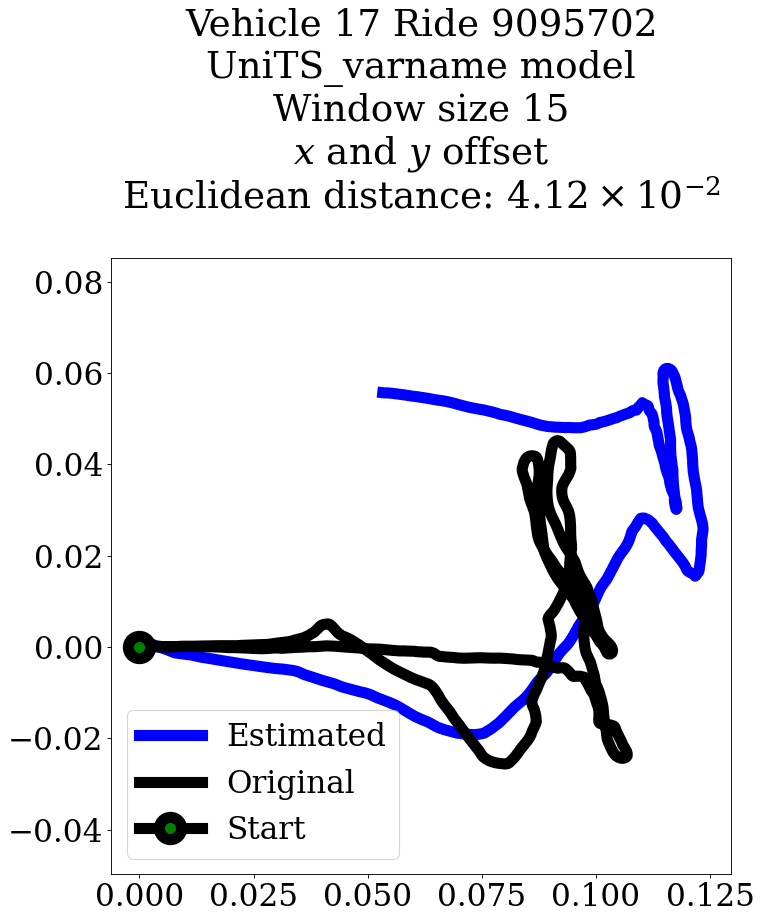 Vehicle 17 Ride 9095702
UniTS_varname model
Window size 15
x and y offset
Euclidean distance: 4.12 × 10⁻²
0.08
0.06
0.04
0.02
0.00
−0.02
−0.04
Estimated
Original
Start
0.000 0.025 0.050 0.075 0.100 0.125